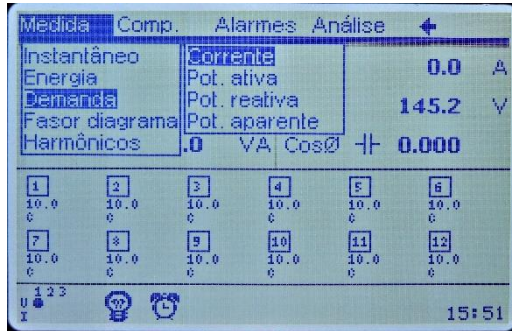 Medida Comp. Alarmes Análise
Instantâneo Corrente 0.0 A
Energia Pot. ativa
Demanda Pot. reativa 145.2 V
Fasor diagrama Pot. aparente
Harmônicos .0 VA CosØ 0.000
1 2 3 4 5 6
10.0 10.0 10.0 10.0 10.0 10.0
C C C C C C
7 8 9 10 11 12
10.0 10.0 10.0 10.0 10.0 10.0
C C C C C C
1 2 3
U
I
15:51